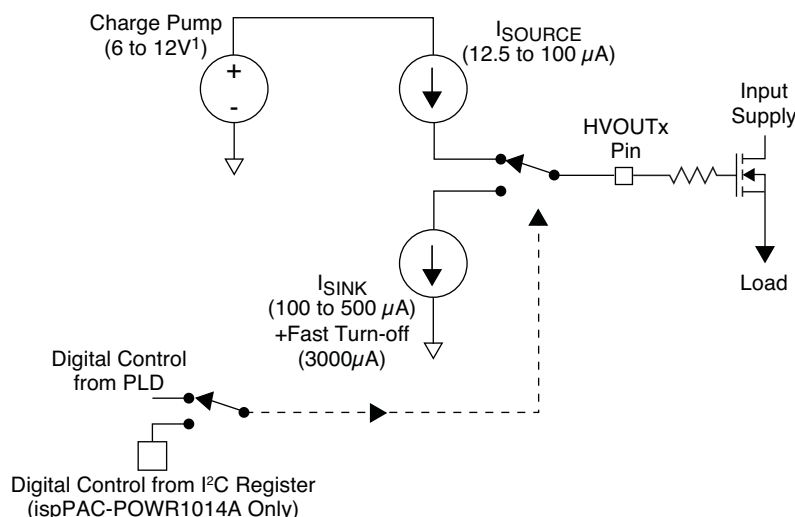 Charge Pump
(6 to 12V¹)
+
-
ISOURCE
(12.5 to 100 µA)
Input
Supply
HVOUTx
Pin
Load
ISINK
(100 to 500 µA)
+Fast Turn-off
(3000µA)
Digital Control
from PLD
Digital Control from I²C Register
(ispPAC-POWR1014A Only)